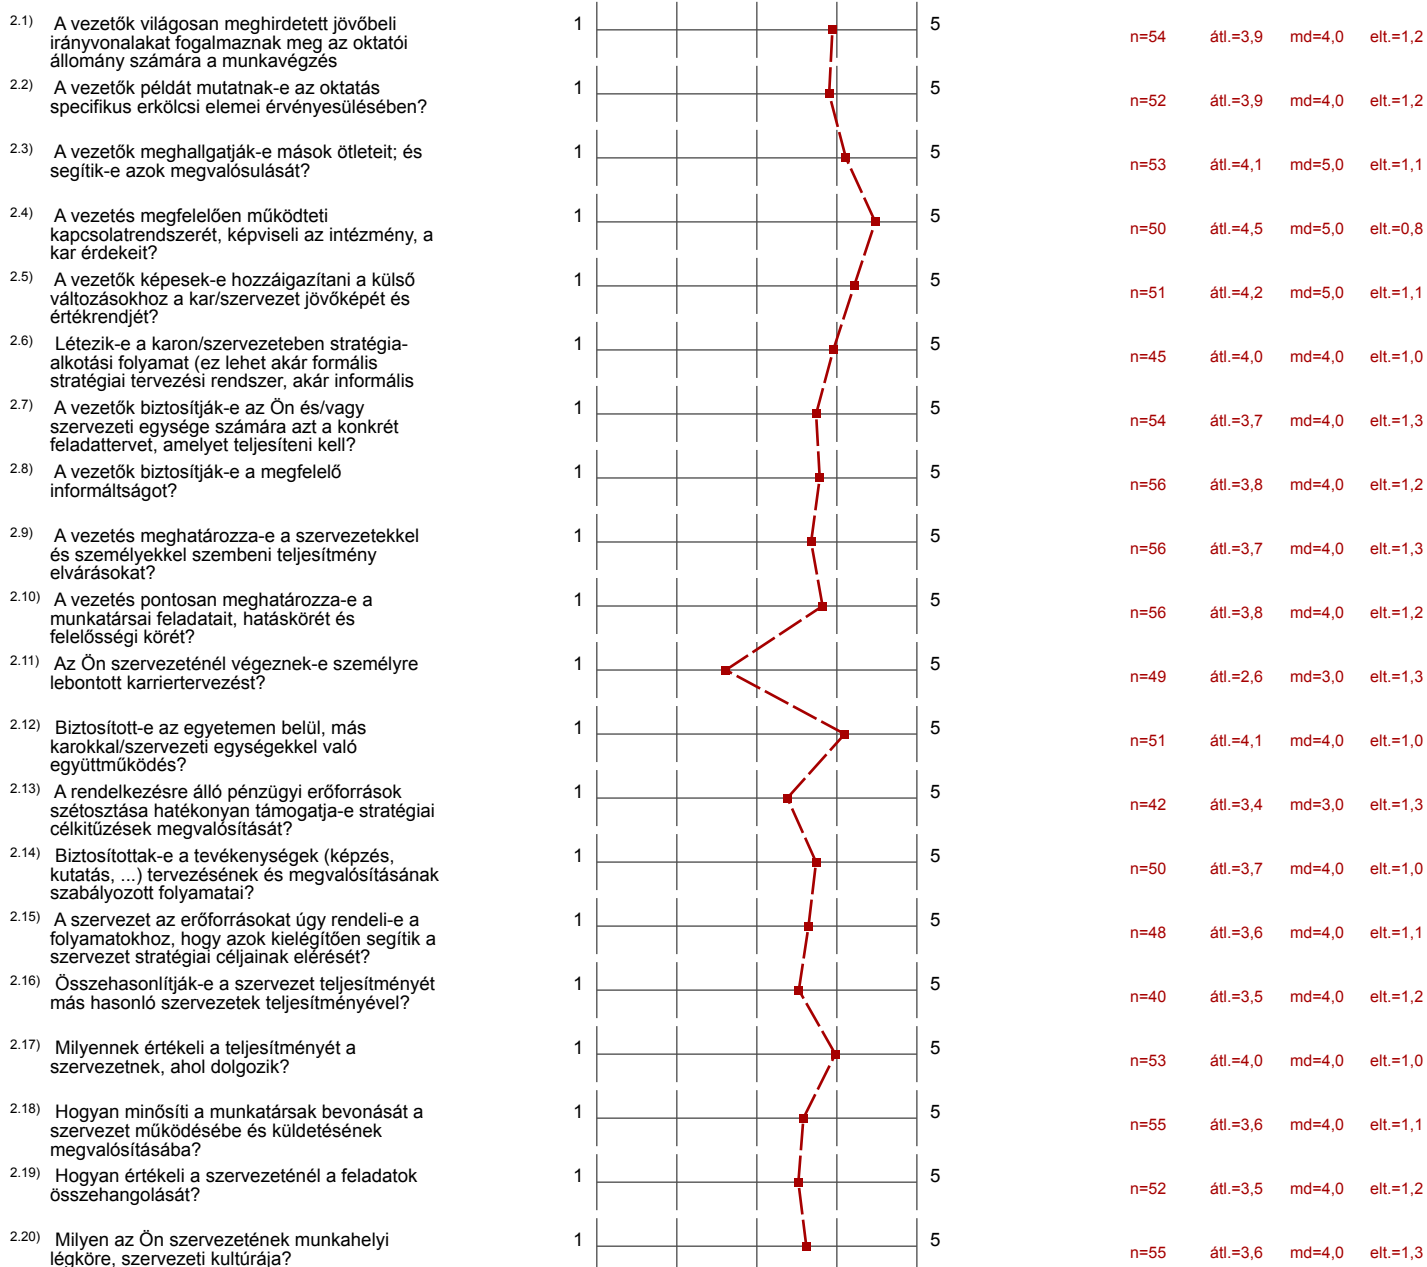 2.1) A vezetők világosan meghirdetett jövőbeli
irányvonalakat fogalmaznak meg az oktatói
állomány számára a munkavégzés
1 5 n=54 átl.=3,9 md=4,0 elt.=1,2
2.2) A vezetők példát mutatnak-e az oktatás
specifikus erkölcsi elemei érvényesülésében?
1 5 n=52 átl.=3,9 md=4,0 elt.=1,2
2.3) A vezetők meghallgatják-e mások ötleteit; és
segítik-e azok megvalósulását?
1 5 n=53 átl.=4,1 md=5,0 elt.=1,1
2.4) A vezetés megfelelően működteti
kapcsolatrendszerét, képviseli az intézmény, a
kar érdekeit?
1 5 n=50 átl.=4,5 md=5,0 elt.=0,8
2.5) A vezetők képesek-e hozzáigazítani a külső
változásokhoz a kar/szervezet jövőképét és
értékrendjét?
1 5 n=51 átl.=4,2 md=5,0 elt.=1,1
2.6) Létezik-e a karon/szervezeteben stratégia-
alkotási folyamat (ez lehet akár formális
stratégiai tervezési rendszer, akár informális
1 5 n=45 átl.=4,0 md=4,0 elt.=1,0
2.7) A vezetők biztosítják-e az Ön és/vagy
szervezeti egysége számára azt a konkrét
feladattervet, amelyet teljesíteni kell?
1 5 n=54 átl.=3,7 md=4,0 elt.=1,3
2.8) A vezetők biztosítják-e a megfelelő
informáltságot?
1 5 n=56 átl.=3,8 md=4,0 elt.=1,2
2.9) A vezetés meghatározza-e a szervezetekkel
és személyekkel szembeni teljesítmény
elvárásokat?
1 5 n=56 átl.=3,7 md=4,0 elt.=1,3
2.10) A vezetés pontosan meghatározza-e a
munkatársai feladatait, hatáskörét és
felelősségi körét?
1 5 n=56 átl.=3,8 md=4,0 elt.=1,2
2.11) Az Ön szervezeténél végeznek-e személyre
lebontott karriertervezést?
1 5 n=49 átl.=2,6 md=3,0 elt.=1,3
2.12) Biztosított-e az egyetemen belül, más
karokkal/szervezeti egységekkel való
együttműködés?
1 5 n=51 átl.=4,1 md=4,0 elt.=1,0
2.13) A rendelkezésre álló pénzügyi erőforrások
szétosztása hatékonyan támogatja-e stratégiai
célkitűzések megvalósítását?
1 5 n=42 átl.=3,4 md=3,0 elt.=1,3
2.14) Biztosítottak-e a tevékenységek (képzés,
kutatás, ...) tervezésének és megvalósításának
szabályozott folyamatai?
1 5 n=50 átl.=3,7 md=4,0 elt.=1,0
2.15) A szervezet az erőforrásokat úgy rendeli-e a
folyamatokhoz, hogy azok kielégítően segítik a
szervezet stratégiai céljainak elérését?
1 5 n=48 átl.=3,6 md=4,0 elt.=1,1
2.16) Összehasonlítják-e a szervezet teljesítményét
más hasonló szervezetek teljesítményével?
1 5 n=40 átl.=3,5 md=4,0 elt.=1,2
2.17) Milyennek értékeli a teljesítményét a
szervezetnek, ahol dolgozik?
1 5 n=53 átl.=4,0 md=4,0 elt.=1,0
2.18) Hogyan minősíti a munkatársak bevonását a
szervezet működésébe és küldetésének
megvalósításába?
1 5 n=55 átl.=3,6 md=4,0 elt.=1,1
2.19) Hogyan értékeli a szervezeténél a feladatok
összehangolását?
1 5 n=52 átl.=3,5 md=4,0 elt.=1,2
2.20) Milyen az Ön szervezetének munkahelyi
légköre, szervezeti kultúrája?
1 5 n=55 átl.=3,6 md=4,0 elt.=1,3